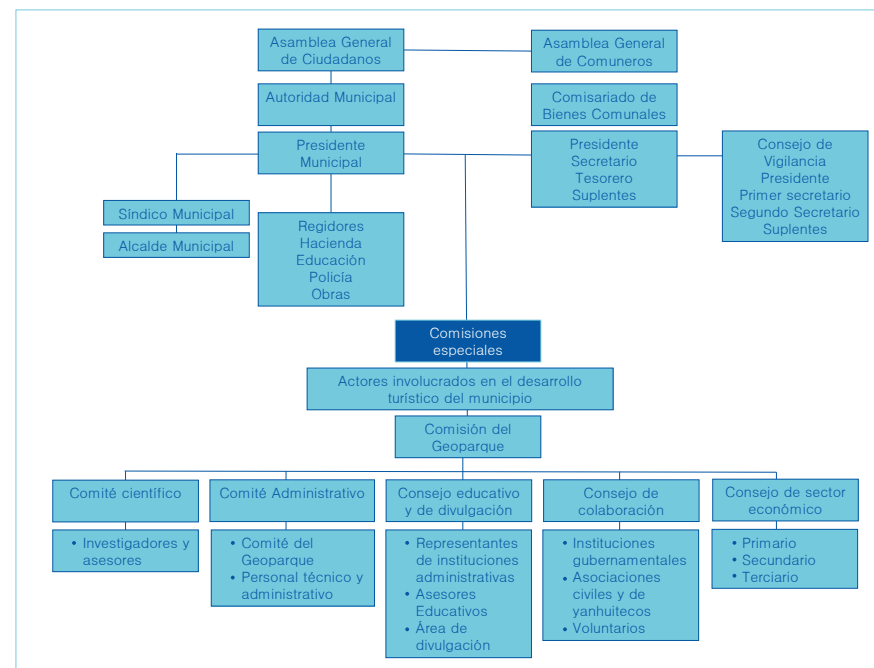 Asamblea General
de Ciudadanos
Asamblea General
de Comuneros
Autoridad Municipal
Comisariado de
Bienes Comunales
Presidente
Municipal
Presidente
Secretario
Tesorero
Suplentes
Consejo de
Vigilancia
Presidente
Primer secretario
Segundo Secretario
Suplentes
Síndico Municipal
Alcalde Municipal
Regidores
Hacienda
Educación
Policía
Obras
Comisiones
especiales
Actores involucrados en el desarrollo
turístico del municipio
Comisión del
Geoparque
Comité científico
• Investigadores y
asesores
Comité Administrativo
• Comité del
Geoparque
• Personal técnico y
administrativo
Consejo educativo
y de divulgación
• Representantes
de instituciones
administrativas
• Asesores
Educativos
• Área de
divulgación
Consejo de
colaboración
• Instituciones
gubernamentales
• Asociaciones
civiles y de
yanhuitecos
• Voluntarios
Consejo de sector
econòmico
• Primario
• Secundario
• Terciario